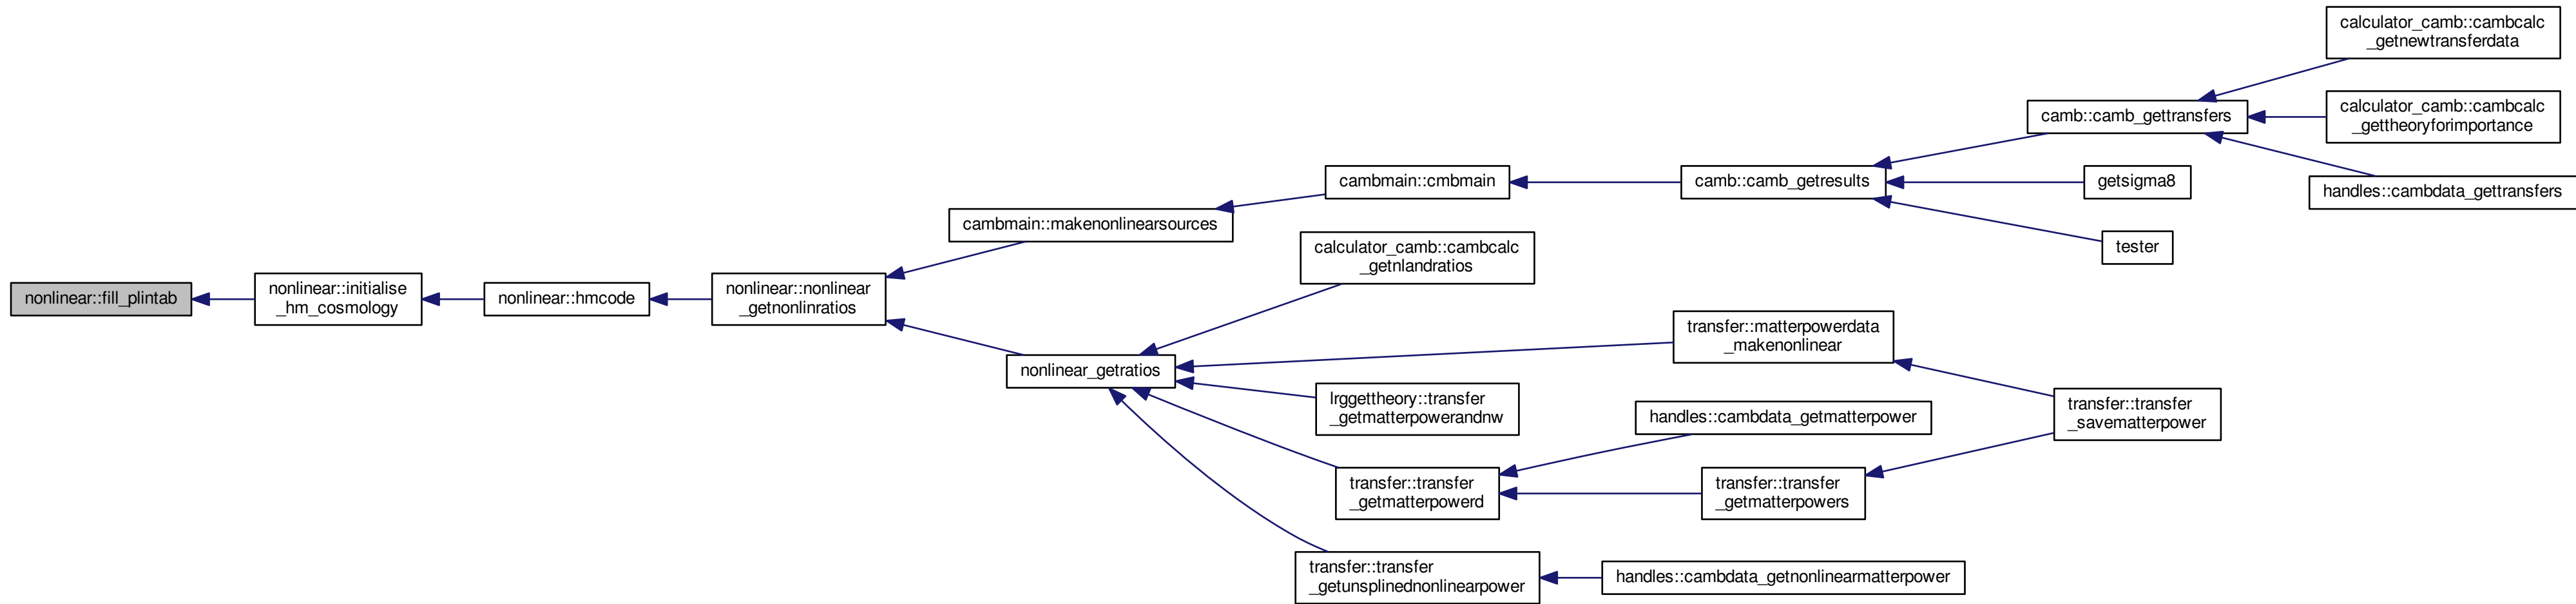 calculator_camb::cambcalc
_getnewtransferdata
camb::camb_gettransfers
calculator_camb::cambcalc
_gettheoryforimportance
handles::cambdata_gettransfers
cambmain::cmbmain
camb::camb_getresults
getsigma8
tester
cambmain::makenonlinearsources
calculator_camb::cambcalc
_getnlandratios
nonlinear::fill_plintab
nonlinear::initialise
_hm_cosmology
nonlinear::hmcode
nonlinear::nonlinear
_getnonlinratios
nonlinear_getratios
transfer::matterpowerdata
_makenonlinear
lrggettheory::transfer
_getmatterpowerandnw
handles::cambdata_getmatterpower
transfer::transfer
_savematterpower
transfer::transfer
_getmatterpowerd
transfer::transfer
_getmatterpowers
transfer::transfer
_getunsplinednonlinearpower
handles::cambdata_getnonlinearmatterpower